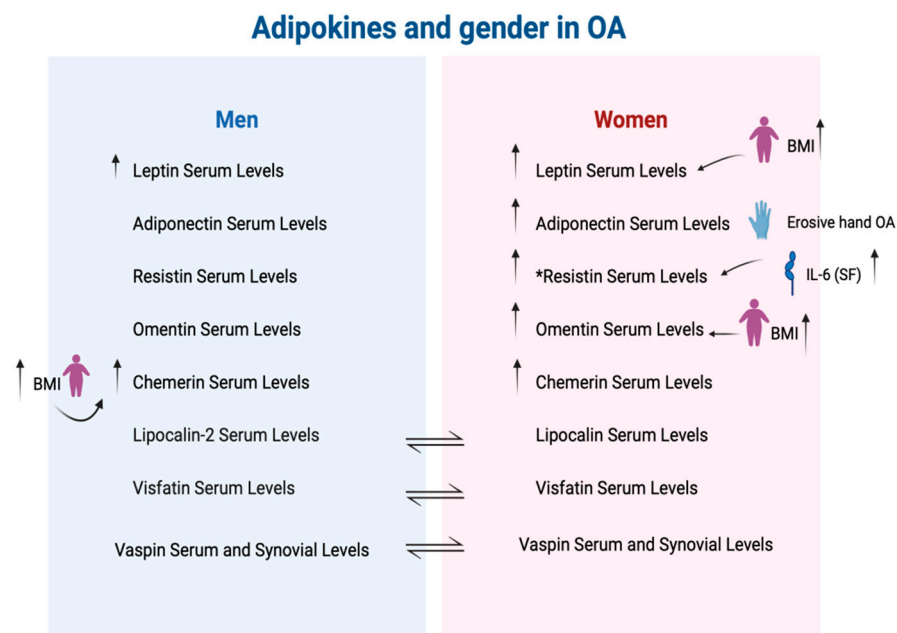 Adipokines and gender in OA
Men
Women
BMI
Leptin Serum Levels
Leptin Serum Levels
Adiponectin Serum Levels
Adiponectin Serum Levels
Erosive hand OA
Resistin Serum Levels
*Resistin Serum Levels
IL-6 (SF)
Omentin Serum Levels
Omentin Serum Levels
BMI
BMI
Chemerin Serum Levels
Chemerin Serum Levels
Lipocalin-2 Serum Levels
Lipocalin Serum Levels
Visfatin Serum Levels
Visfatin Serum Levels
Vaspin Serum and Synovial Levels
Vaspin Serum and Synovial Levels